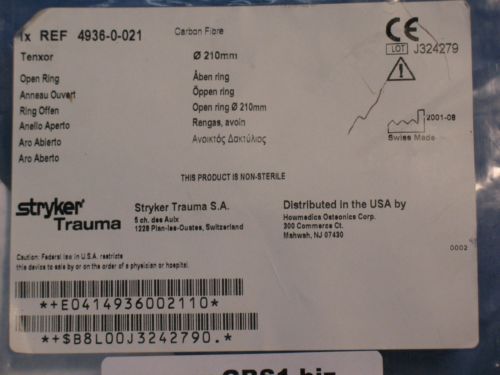 1x REF 4936-0-021 Carbon Fibre CE
LOT J324279
Tenxor Ø 210mm
Open Ring Åben ring
Anneau Ouvert Öppen ring
Ring Offen Open ring Ø 210mm
Anello Aperto Rengas, avoin
Aro Abierto Ανοικτός Δακτύλιος
Aro Aberto
2001-08
Swiss Made
THIS PRODUCT IS NON-STERILE
stryker Trauma
Stryker Trauma S.A.
5 ch. des Aulx
1228 Plan-les-Ouates, Switzerland
Distributed in the USA by
Howmedica Osteonics Corp.
300 Commerce Ct.
Mahwah, NJ 07430
0002
Caution: Federal law in U.S.A. restricts
this device to sale by or on the order of a physician or hospital.
*+E0414936002110*
*+$B8L00J3242790.*